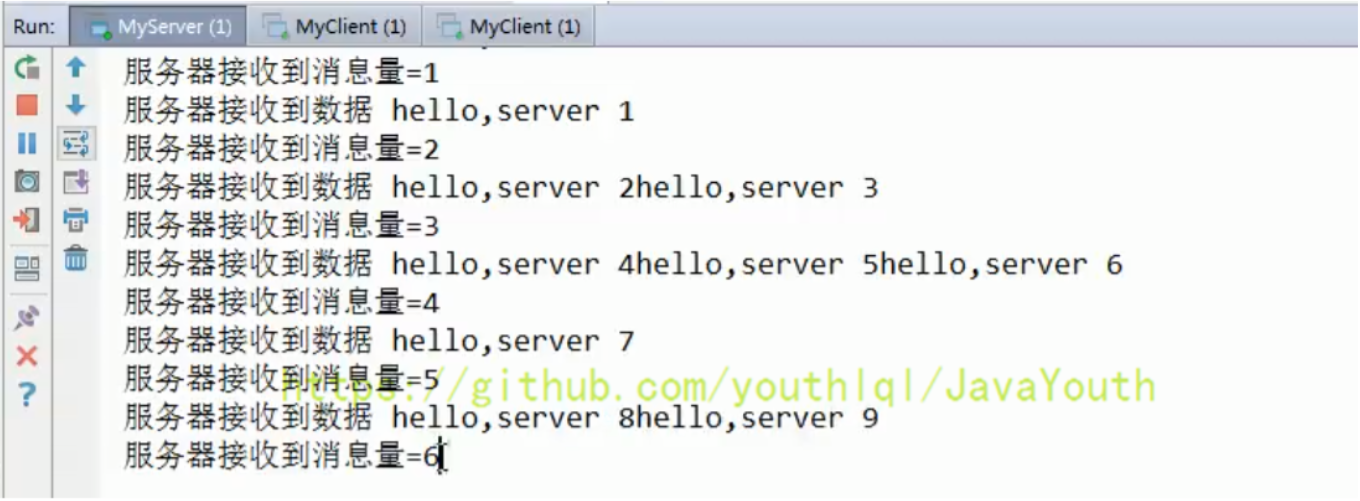 Run: MyServer (1) MyClient (1) MyClient (1)
服务器接收到消息量=1
服务器接收到数据 hello,server 1
服务器接收到消息量=2
服务器接收到数据 hello,server 2hello,server 3
服务器接收到消息量=3
服务器接收到数据 hello,server 4hello,server 5hello,server 6
服务器接收到消息量=4
服务器接收到数据 hello,server 7
服务器接收到消息量=5
https://github.com/youthlql/JavaYouth
服务器接收到数据 hello,server 8hello,server 9
服务器接收到消息量=6